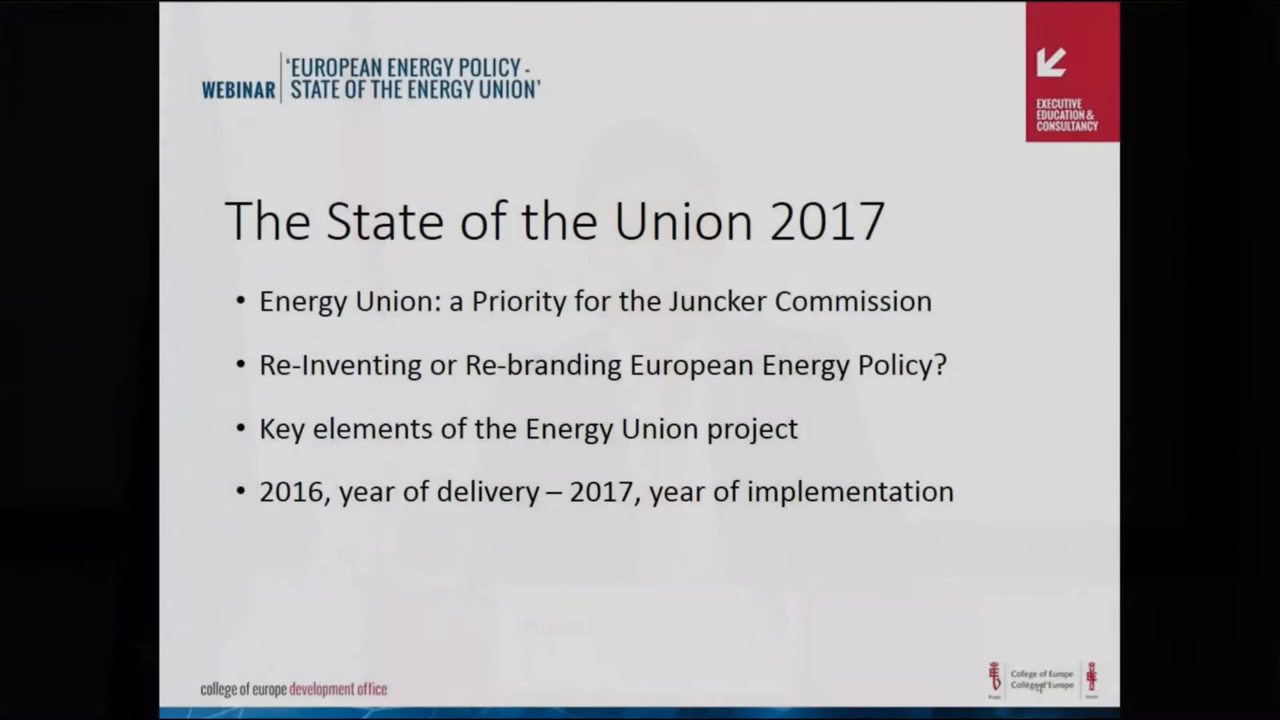 WEBINAR
'EUROPEAN ENERGY POLICY -
STATE OF THE ENERGY UNION'
EXECUTIVE
EDUCATION &
CONSULTANCY
The State of the Union 2017
• Energy Union: a Priority for the Juncker Commission
• Re-Inventing or Re-branding European Energy Policy?
• Key elements of the Energy Union project
• 2016, year of delivery – 2017, year of implementation
college of europe development office
College of Europe
Collège d'Europe